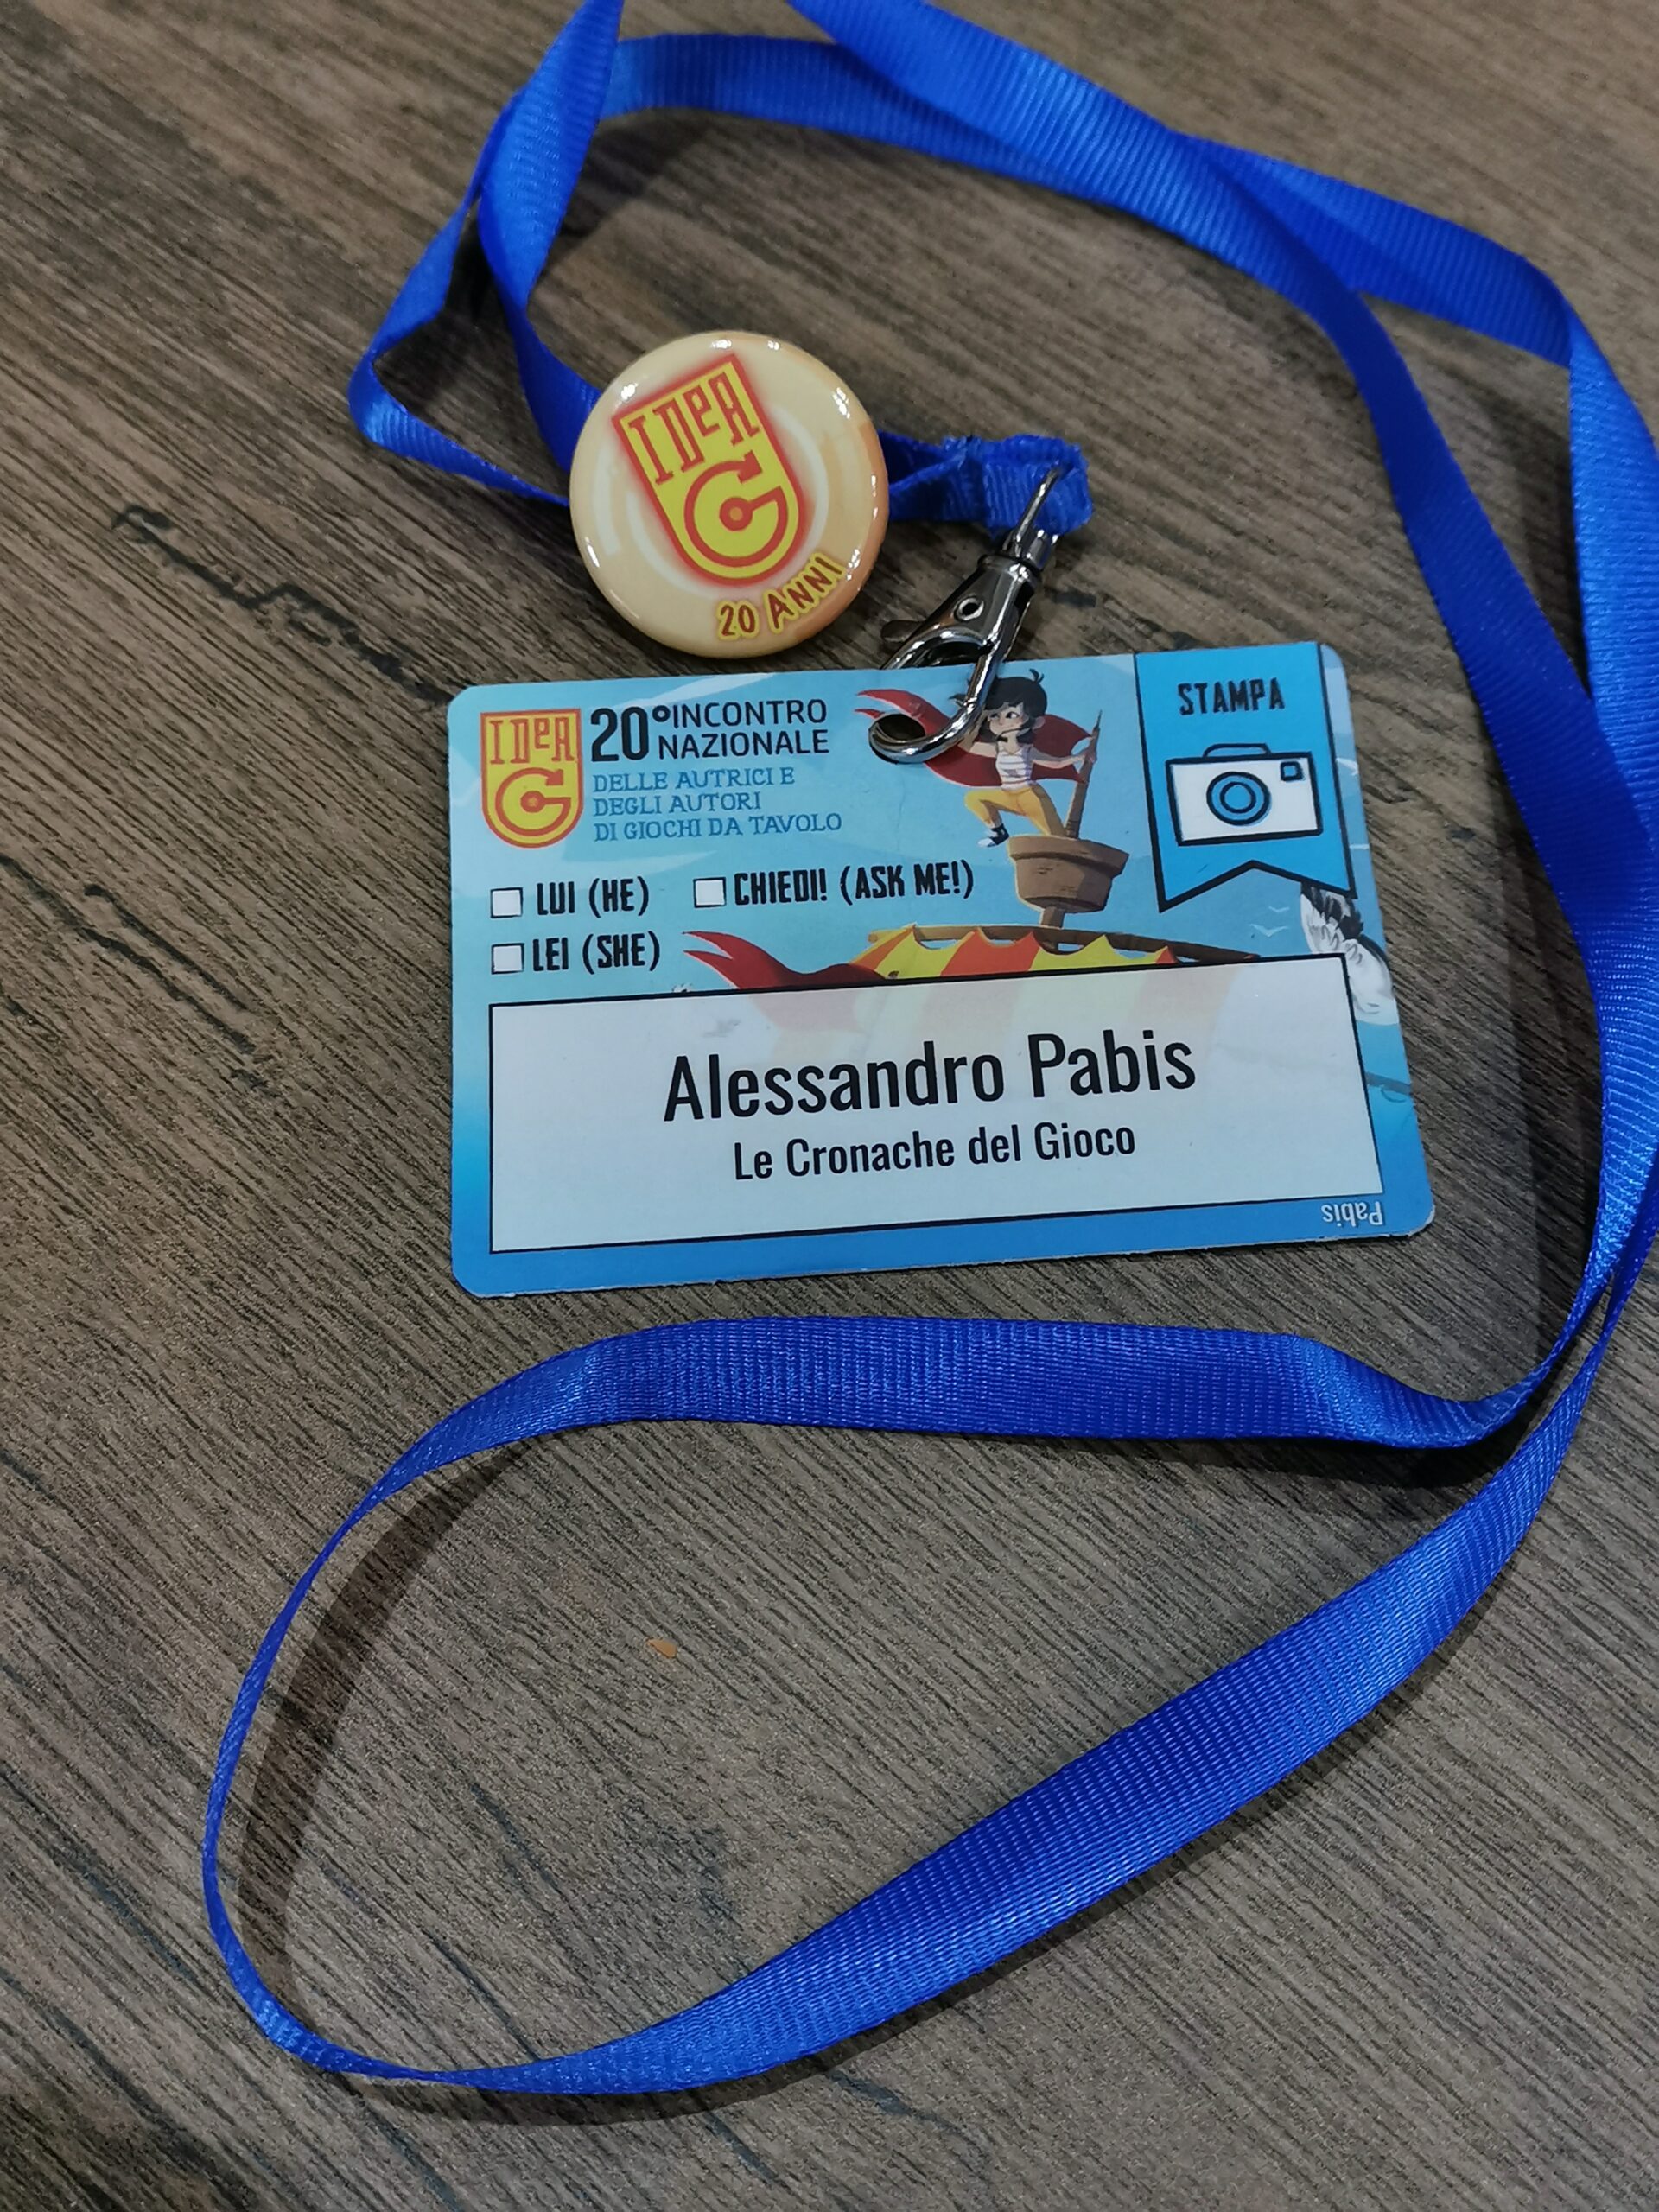 IDeA
G
20 ANNI
IDeA
G
20° INCONTRO
NAZIONALE
DELLE AUTRICI E
DEGLI AUTORI
DI GIOCHI DA TAVOLO
STAMPA
LUI (HE)
CHIEDI! (ASK ME!)
LEI (SHE)
Alessandro Pabis
Le Cronache del Gioco
Pabis